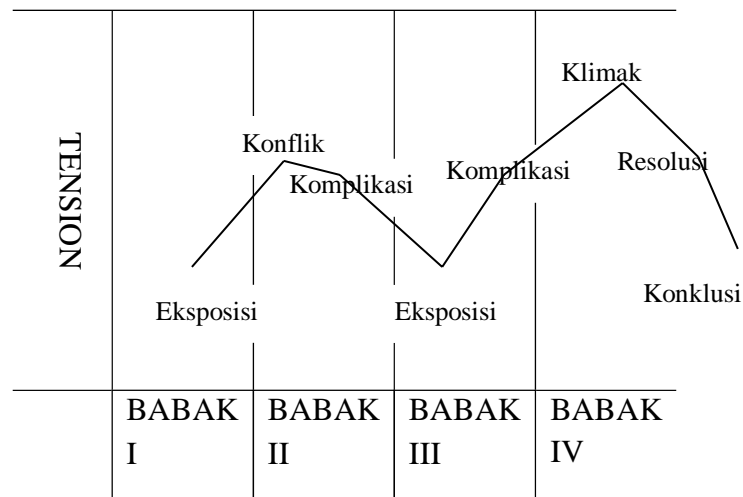 TENSION
Klimak
Konflik
Komplikasi
Komplikasi
Resolusi
Eksposisi
Eksposisi
Konklusi
BABAK I
BABAK II
BABAK III
BABAK IV